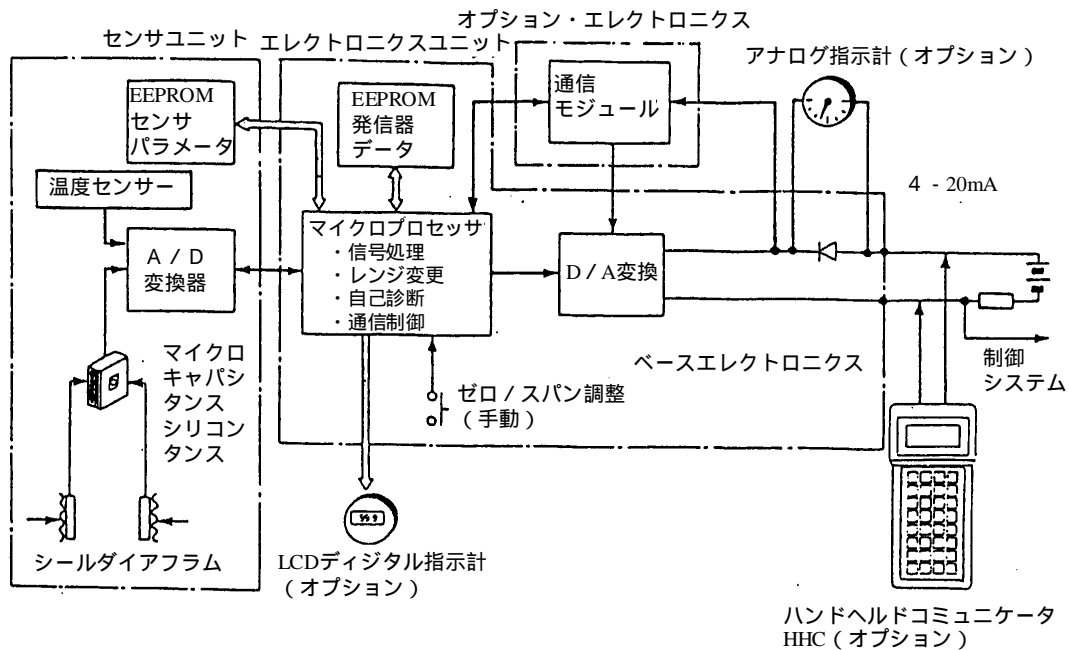 オプション・エレクトロニクス
センサユニット
エレクトロニクスユニット
アナログ指示計（オプション）
EEPROM
センサ
パラメータ
EEPROM
発信器
データ
通信
モジュール
4 - 20mA
温度センサー
A / D
変換器
マイクロプロセッサ
・信号処理
・レンジ変更
・自己診断
・通信制御
D / A変換
マイクロ
キャパシ
タンス
シリコン
タンス
ベースエレクトロニクス
制御
システム
ゼロ / スパン調整
（手動）
シールダイアフラム
LCDディジタル指示計
（オプション）
ハンドヘルドコミュニケータ
HHC（オプション）